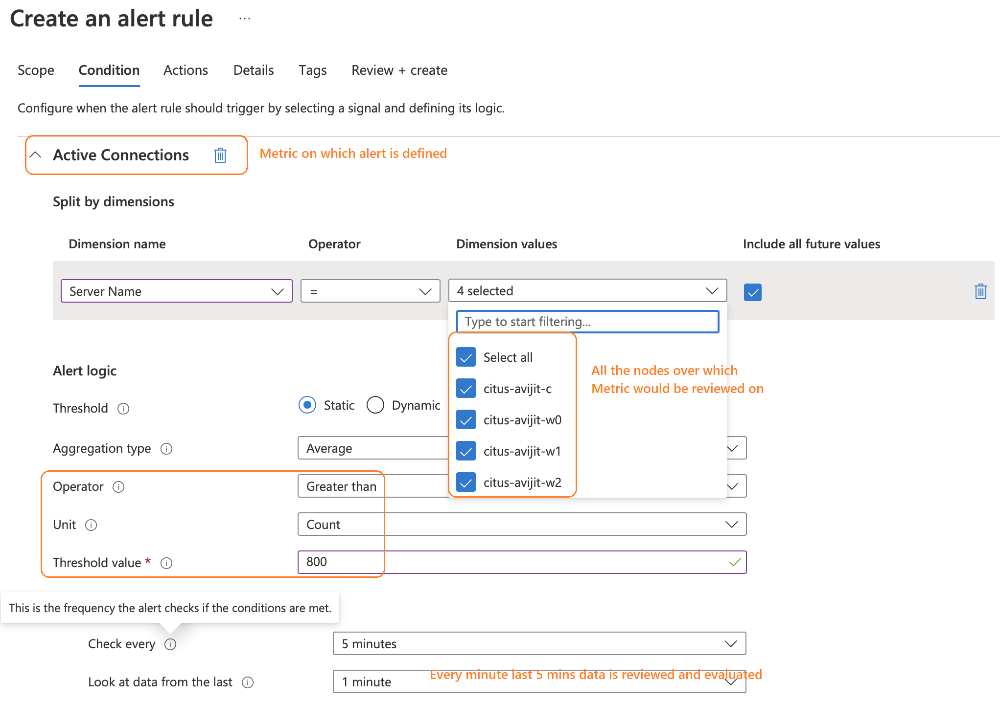 Create an alert rule ...
Scope Condition Actions Details Tags Review + create
Configure when the alert rule should trigger by selecting a signal and defining its logic.
Active Connections Metric on which alert is defined
Split by dimensions
Dimension name Operator Dimension values Include all future values
Server Name = 4 selected
Type to start filtering...
Select all
citus-avijit-c
citus-avijit-w0
citus-avijit-w1
citus-avijit-w2
All the nodes over which
Metric would be reviewed on
Alert logic
Threshold Static Dynamic
Aggregation type Average
Operator Greater than
Unit Count
Threshold value * 800
This is the frequency the alert checks if the conditions are met.
Check every 5 minutes
Every minute last 5 mins data is reviewed and evaluated
Look at data from the last 1 minute